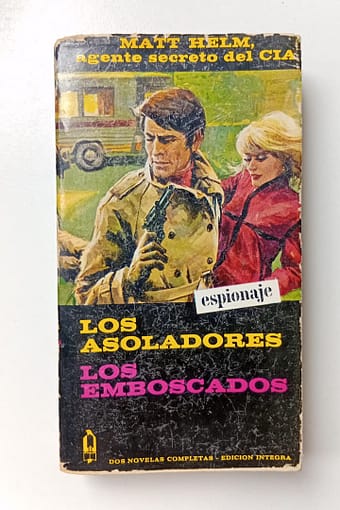 MATT HELM,
agente secreto del CIA
espionaje
LOS
ASOLADORES
LOS
EMBOSCADOS
DOS NOVELAS COMPLETAS - EDICION INTEGRA